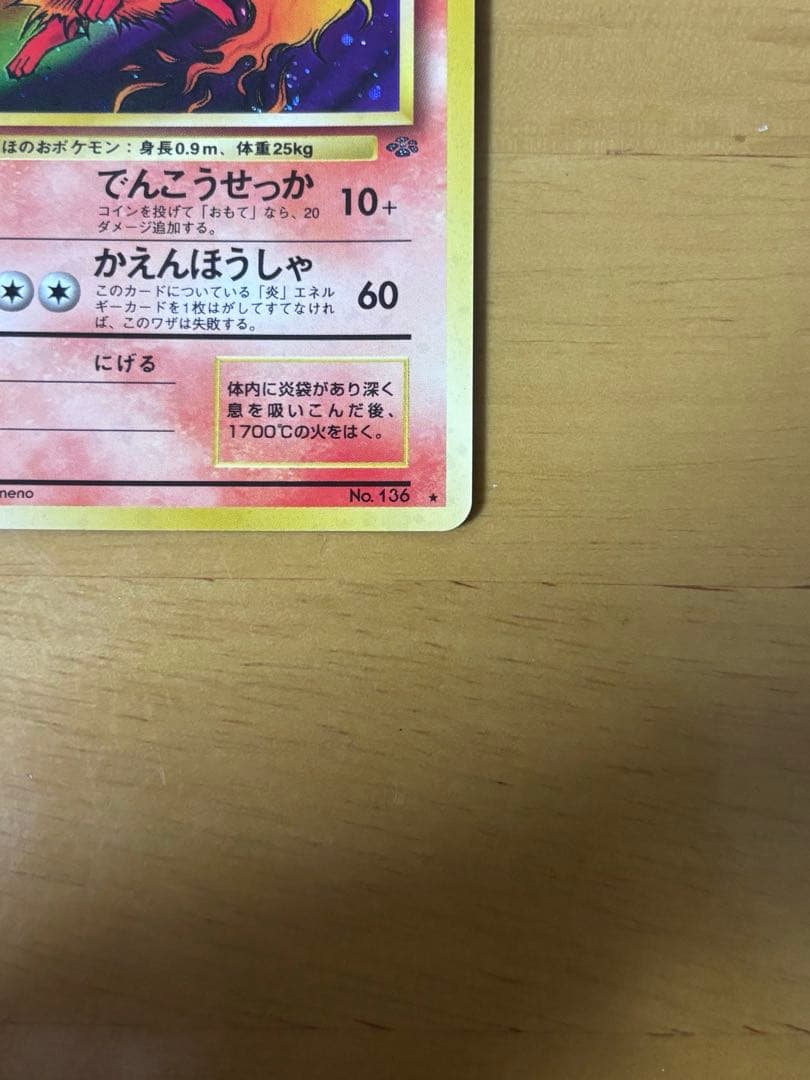 ほのおポケモン：身長0.9m、体重25kg
でんこうせっか 10+
コインを投げて「おもて」なら、20
ダメージ追加する。
かえんほうしゃ 60
このカードについている「炎」エネル
ギーカードを1枚はがしてすてなけれ
ば、このワザは失敗する。
にげる
体内に炎袋があり深く
息を吸いこんだ後、
1700℃の火をはく。
meno No. 136 ★